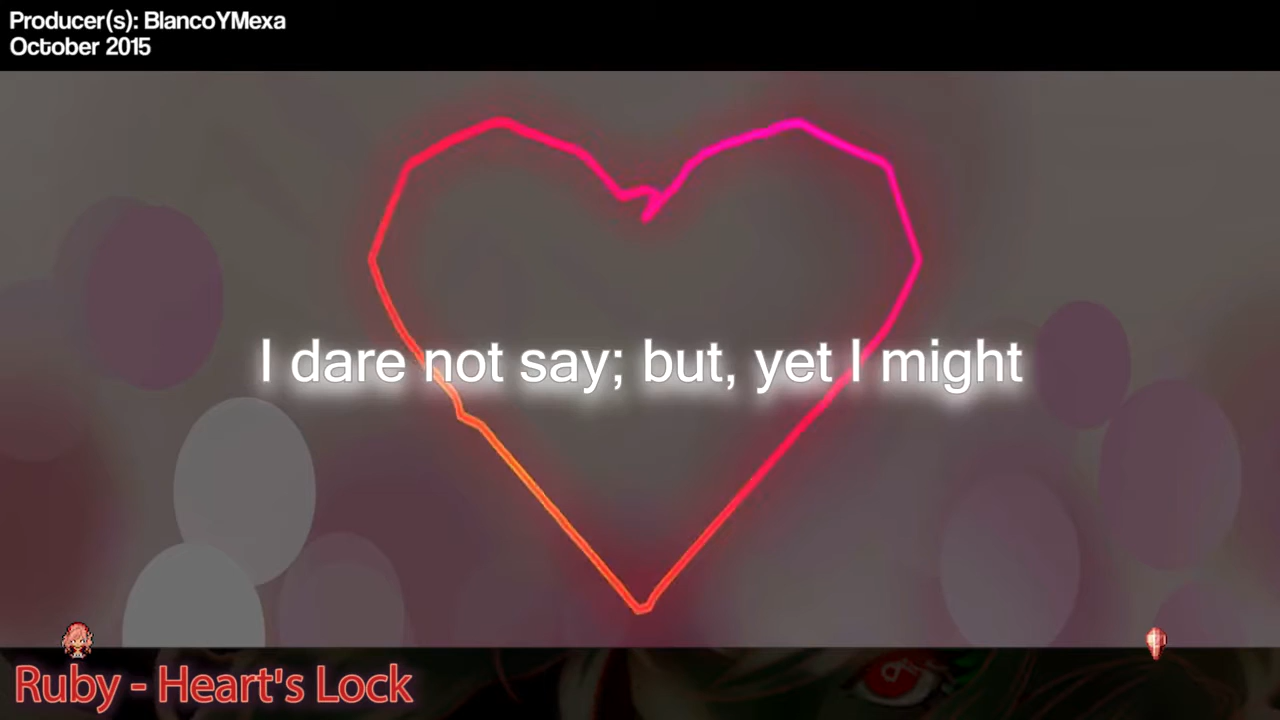 Producer(s): BlancoYMexa
October 2015
I dare not say; but, yet I might
Ruby - Heart's Lock